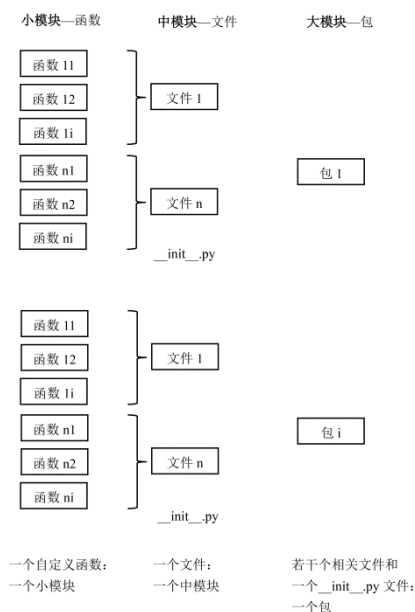 小模块—函数 中模块—文件 大模块—包
函数 11
函数 12
文件 1
函数 1i
函数 n1
包 1
函数 n2
文件 n
函数 ni
__init__.py
函数 11
函数 12
文件 1
函数 1i
函数 n1
包 i
函数 n2
文件 n
函数 ni
__init__.py
一个自定义函数：
一个小模块
一个文件：
一个中模块
若干个相关文件和
一个__init__.py 文件：
一个包